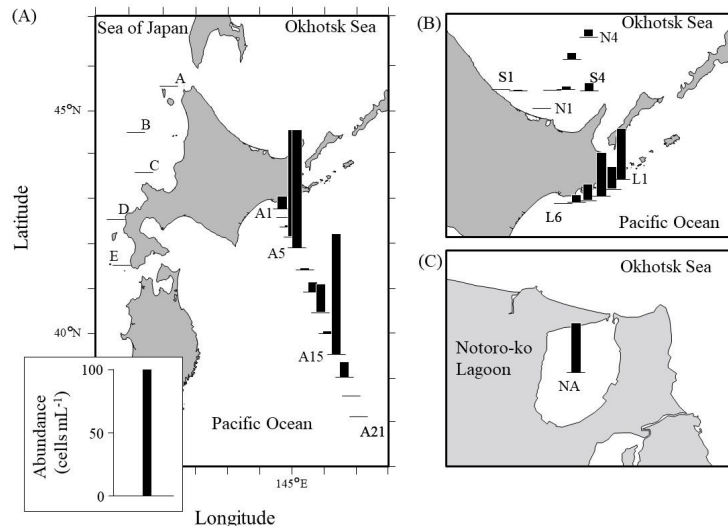 (A)
Sea of Japan
Okhotsk Sea
A
45°N
B
C
D
E
A1
A5
Latitude
40°N
A15
A21
Pacific Ocean
100
50
0
Abundance
(cells mL-1)
145°E
Longitude
(B)
Okhotsk Sea
N4
S1
S4
N1
L1
L6
Pacific Ocean
(C)
Okhotsk Sea
Notoro-ko
Lagoon
NA